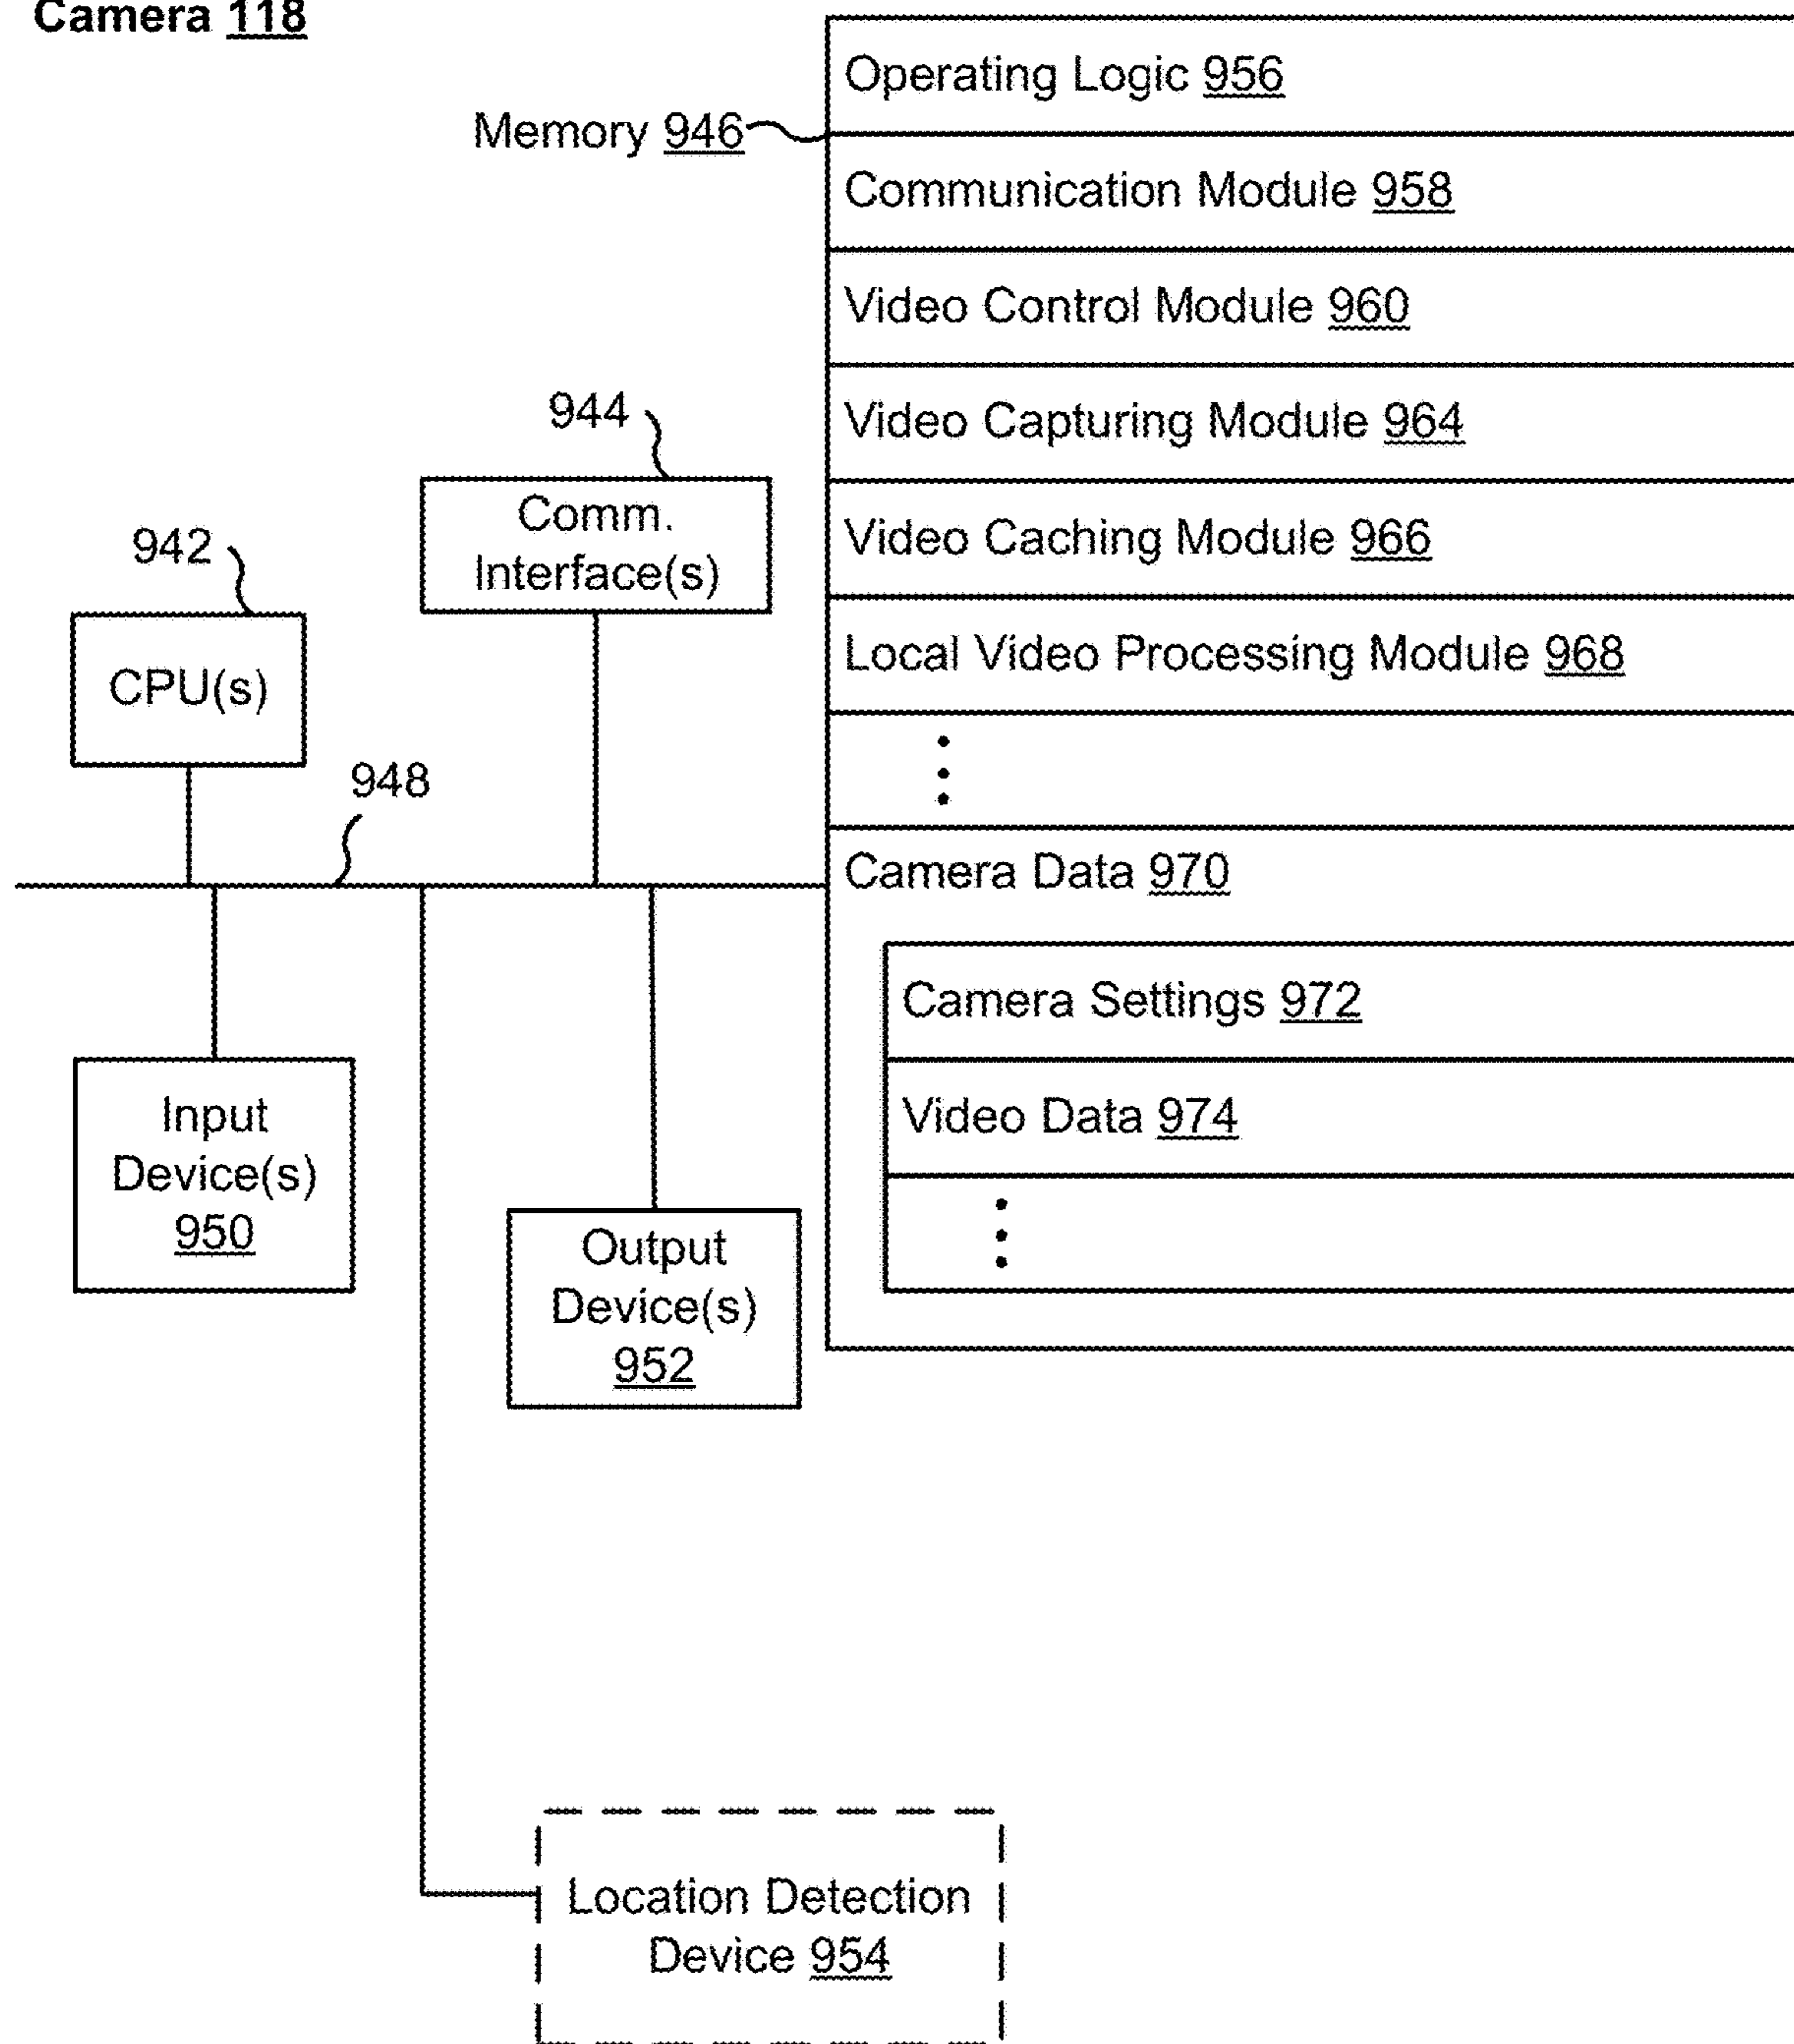 Camera 118
Memory 946
Operating Logic 956
Communication Module 958
Video Control Module 960
Video Capturing Module 964
Video Caching Module 966
Local Video Processing Module 968
Camera Data 970
Camera Settings 972
Video Data 974
944
Comm.
Interface(s)
942
CPU(s)
948
Input
Device(s)
950
Output
Device(s)
952
Location Detection
Device 954